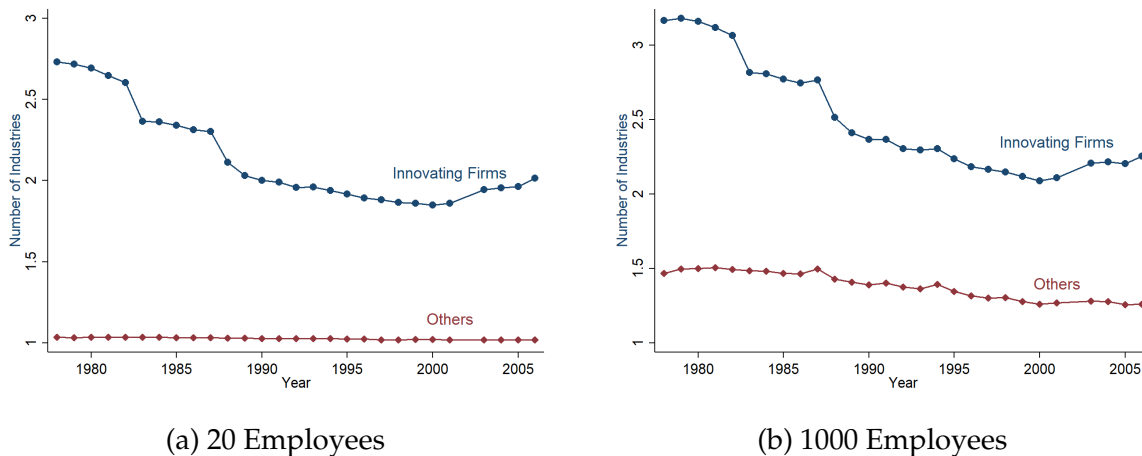 Number of Industries
3
2.5
2
1.5
1
Innovating Firms
Others
1980
1985
1990
1995
2000
2005
Year
(a) 20 Employees
Number of Industries
3
2.5
2
1.5
1
Innovating Firms
Others
1980
1985
1990
1995
2000
2005
Year
(b) 1000 Employees